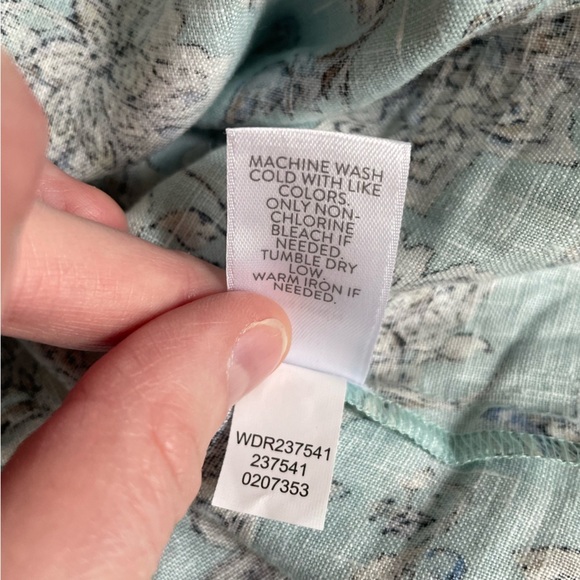 MACHINE WASH
COLD WITH LIKE
COLORS.
ONLY NON-
CHLORINE
BLEACH IF
NEEDED.
TUMBLE DRY
LOW.
WARM IRON IF
NEEDED.
WDR237541
237541
0207353